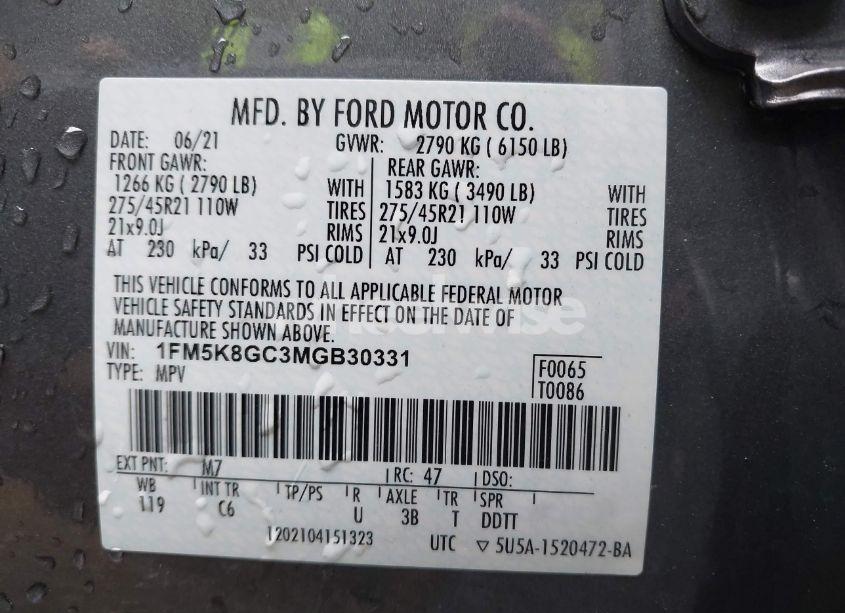 MFD. BY FORD MOTOR CO.
DATE: 06/21 GVWR: 2790 KG ( 6150 LB)
FRONT GAWR: REAR GAWR:
1266 KG ( 2790 LB) WITH 1583 KG ( 3490 LB) WITH
275/45R21 110W TIRES 275/45R21 110W TIRES
21x9.0J RIMS 21x9.0J RIMS
AT 230 kPa/ 33 PSI COLD AT 230 kPa/ 33 PSI COLD
THIS VEHICLE CONFORMS TO ALL APPLICABLE FEDERAL MOTOR
VEHICLE SAFETY STANDARDS IN EFFECT ON THE DATE OF
MANUFACTURE SHOWN ABOVE.
VIN: 1FM5K8GC3MGB30331
TYPE: MPV
F0065
T0086
EXT PNT: M7 RC: 47 DSO:
WB INT TR TP/PS R AXLE TR SPR
119 C6 U 3B T DDTT
1202104151323 UTC ▽ 5U5A-1520472-BA